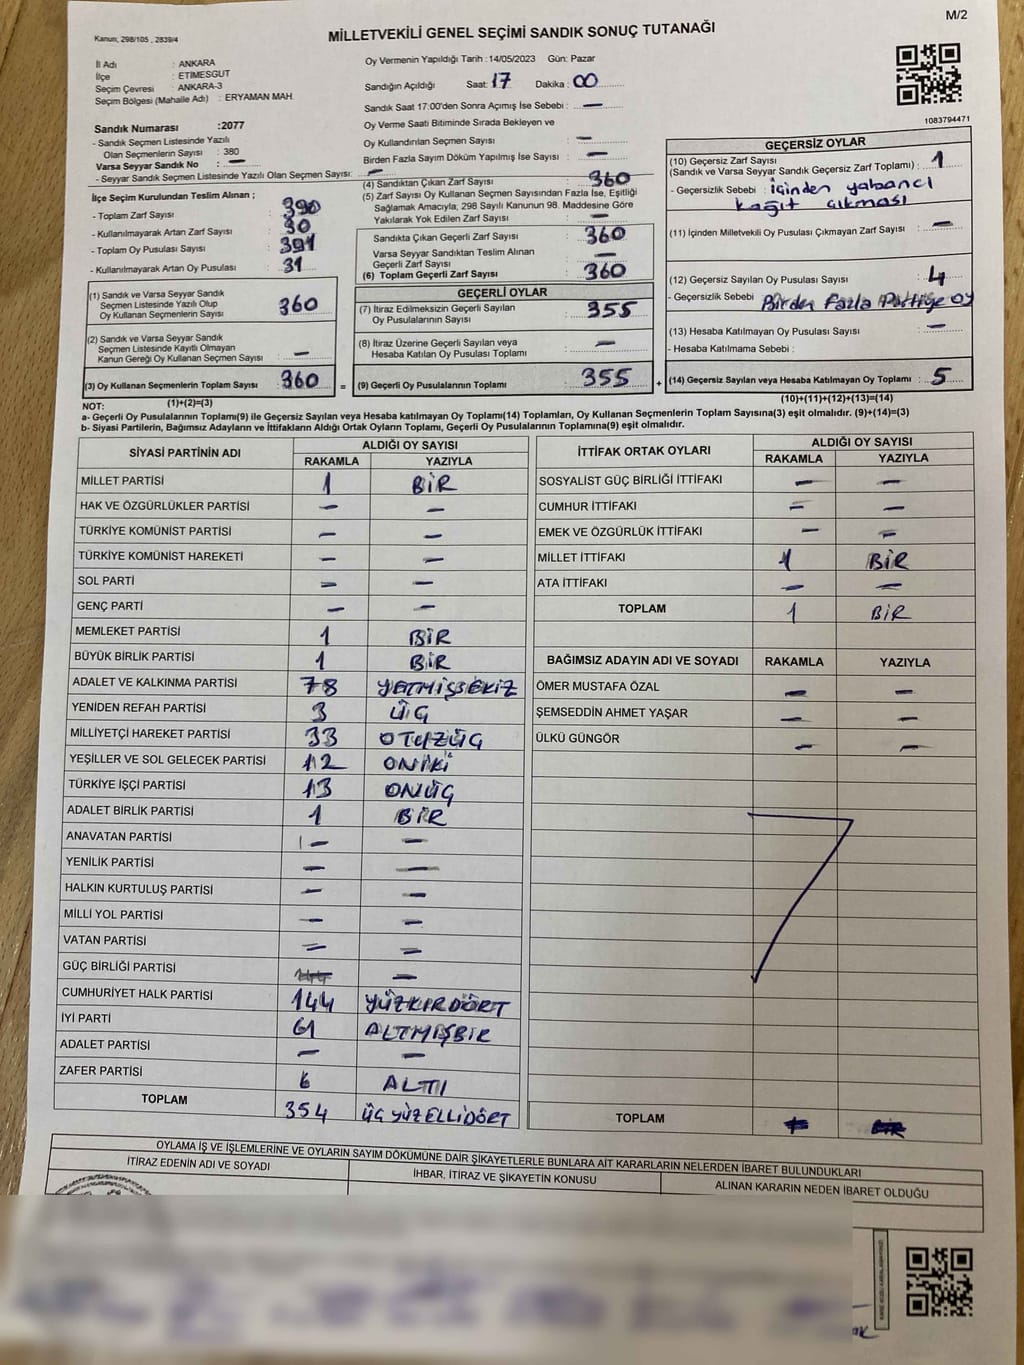 M/2
Kanun; 298/105 , 2839/4
MİLLETVEKİLİ GENEL SEÇİMİ SANDIK SONUÇ TUTANAĞI
İl Adı : ANKARA
İlçe : ETİMESGUT
Seçim Çevresi : ANKARA-3
Seçim Bölgesi (Mahalle Adı) : ERYAMAN MAH.
Sandık Numarası :2077
- Sandık Seçmen Listesinde Yazılı
Olan Seçmenlerin Sayısı : 380
Varsa Seyyar Sandık No : —
- Seyyar Sandık Seçmen Listesinde Yazılı Olan Seçmen Sayısı: —
Oy Vermenin Yapıldığı Tarih : 14/05/2023 Gün: Pazar
Sandığın Açıldığı Saat: 17 Dakika : 00
Sandık Saat 17:00'den Sonra Açımış İse Sebebi : —
Oy Verme Saati Bitiminde Sırada Bekleyen ve
Oy Kullandırılan Seçmen Sayısı : —
Birden Fazla Sayım Döküm Yapılmış İse Sayısı : —
1083794471
İlçe Seçim Kurulundan Teslim Alınan ;
- Toplam Zarf Sayısı : 390
- Kullanılmayarak Artan Zarf Sayısı : 30
- Toplam Oy Pusulası Sayısı : 391
- Kullanılmayarak Artan Oy Pusulası : 31
(1) Sandık ve Varsa Seyyar Sandık
Seçmen Listesinde Yazılı Olup
Oy Kullanan Seçmenlerin Sayısı : 360
(2) Sandık ve Varsa Seyyar Sandık
Seçmen Listesinde Kayıtlı Olmayan
Kanun Gereği Oy Kullanan Seçmen Sayısı : —
(3) Oy Kullanan Seçmenlerin Toplam Sayısı : 360 =
(1)+(2)=(3)
(4) Sandıktan Çıkan Zarf Sayısı : 360
(5) Zarf Sayısı Oy Kullanan Seçmen Sayısından Fazla İse, Eşitliği
Sağlamak Amacıyla; 298 Sayılı Kanunun 98. Maddesine Göre
Yakılarak Yok Edilen Zarf Sayısı : —
Sandıkta Çıkan Geçerli Zarf Sayısı : 360
Varsa Seyyar Sandıktan Teslim Alınan
Geçerli Zarf Sayısı : —
(6) Toplam Geçerli Zarf Sayısı : 360
GEÇERLİ OYLAR
(7) İtiraz Edilmeksizin Geçerli Sayılan
Oy Pusulalarının Sayısı : 355
(8) İtiraz Üzerine Geçerli Sayılan veya
Hesaba Katılan Oy Pusulası Toplamı : —
(9) Geçerli Oy Pusulalarının Toplamı : 355 +
GEÇERSİZ OYLAR
(10) Geçersiz Zarf Sayısı : 1
(Sandık ve Varsa Seyyar Sandık Geçersiz Zarf Toplamı)
- Geçersizlik Sebebi : içinden yabancı
kağıt çıkması
(11) İçinden Milletvekili Oy Pusulası Çıkmayan Zarf Sayısı : —
(12) Geçersiz Sayılan Oy Pusulası Sayısı : 4
- Geçersizlik Sebebi Birden Fazla Partiye oy
(13) Hesaba Katılmayan Oy Pusulası Sayısı : —
- Hesaba Katılmama Sebebi :
(14) Geçersiz Sayılan veya Hesaba Katılmayan Oy Toplamı : 5
(10)+(11)+(12)+(13)=(14)
NOT:
a- Geçerli Oy Pusulalarının Toplamı(9) ile Geçersiz Sayılan veya Hesaba katılmayan Oy Toplamı(14) Toplamları, Oy Kullanan Seçmenlerin Toplam Sayısına(3) eşit olmalıdır. (9)+(14)=(3)
b- Siyasi Partilerin, Bağımsız Adayların ve İttifakların Aldığı Ortak Oyların Toplamı, Geçerli Oy Pusulalarının Toplamına(9) eşit olmalıdır.
SİYASİ PARTİNİN ADI ALDIĞI OY SAYISI
RAKAMLA YAZIYLA
MİLLET PARTİSİ 1 BİR
HAK VE ÖZGÜRLÜKLER PARTİSİ — —
TÜRKİYE KOMÜNİST PARTİSİ — —
TÜRKİYE KOMÜNİST HAREKETİ — —
SOL PARTİ — —
GENÇ PARTİ — —
MEMLEKET PARTİSİ 1 BİR
BÜYÜK BİRLİK PARTİSİ 1 BİR
ADALET VE KALKINMA PARTİSİ 78 YETMİŞSEKİZ
YENİDEN REFAH PARTİSİ 3 ÜÇ
MİLLİYETÇİ HAREKET PARTİSİ 33 OTUZÜÇ
YEŞİLLER VE SOL GELECEK PARTİSİ 12 ONİKİ
TÜRKİYE İŞÇİ PARTİSİ 13 ONÜÇ
ADALET BİRLİK PARTİSİ 1 BİR
ANAVATAN PARTİSİ — —
YENİLİK PARTİSİ — —
HALKIN KURTULUŞ PARTİSİ — —
MİLLİ YOL PARTİSİ — —
VATAN PARTİSİ — —
GÜÇ BİRLİĞİ PARTİSİ —
CUMHURİYET HALK PARTİSİ 144 YÜZKIRDÖRT
İYİ PARTİ 61 ALTMIŞBİR
ADALET PARTİSİ — —
ZAFER PARTİSİ 6 ALTI
TOPLAM 354 ÜÇ YÜZELLİDÖRT
İTTİFAK ORTAK OYLARI ALDIĞI OY SAYISI
RAKAMLA YAZIYLA
SOSYALİST GÜÇ BİRLİĞİ İTTİFAKI — —
CUMHUR İTTİFAKI — —
EMEK VE ÖZGÜRLÜK İTTİFAKI — —
MİLLET İTTİFAKI 1 BİR
ATA İTTİFAKI — —
TOPLAM 1 BİR
BAĞIMSIZ ADAYIN ADI VE SOYADI RAKAMLA YAZIYLA
ÖMER MUSTAFA ÖZAL — —
ŞEMSEDDİN AHMET YAŞAR — —
ÜLKÜ GÜNGÖR — —
TOPLAM
OYLAMA İŞ VE İŞLEMLERİNE VE OYLARIN SAYIM DÖKÜMÜNE DAİR ŞİKAYETLERLE BUNLARA AİT KARARLARIN NELERDEN İBARET BULUNDUKLARI
İTİRAZ EDENİN ADI VE SOYADI İHBAR, İTİRAZ VE ŞİKAYETİN KONUSU ALINAN KARARIN NEDEN İBARET OLDUĞU